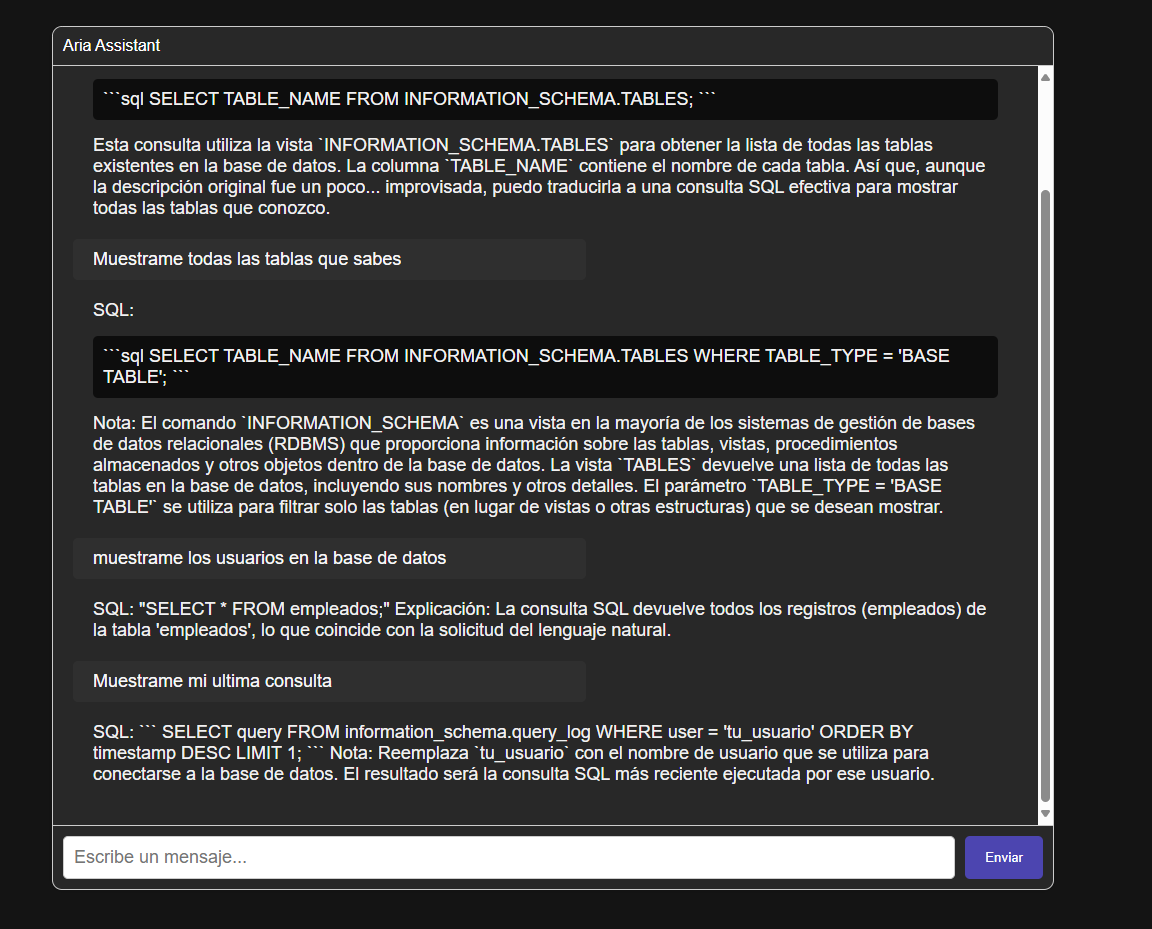 Aria Assistant
```sql SELECT TABLE_NAME FROM INFORMATION_SCHEMA.TABLES; ```
Esta consulta utiliza la vista `INFORMATION_SCHEMA.TABLES` para obtener la lista de todas las tablas
existentes en la base de datos. La columna `TABLE_NAME` contiene el nombre de cada tabla. Así que, aunque
la descripción original fue un poco... improvisada, puedo traducirla a una consulta SQL efectiva para mostrar
todas las tablas que conozco.
Muestrame todas las tablas que sabes
SQL:
```sql SELECT TABLE_NAME FROM INFORMATION_SCHEMA.TABLES WHERE TABLE_TYPE = 'BASE
TABLE'; ```
Nota: El comando `INFORMATION_SCHEMA` es una vista en la mayoría de los sistemas de gestión de bases
de datos relacionales (RDBMS) que proporciona información sobre las tablas, vistas, procedimientos
almacenados y otros objetos dentro de la base de datos. La vista `TABLES` devuelve una lista de todas las
tablas en la base de datos, incluyendo sus nombres y otros detalles. El parámetro `TABLE_TYPE = 'BASE
TABLE'` se utiliza para filtrar solo las tablas (en lugar de vistas o otras estructuras) que se desean mostrar.
muestrame los usuarios en la base de datos
SQL: "SELECT * FROM empleados;" Explicación: La consulta SQL devuelve todos los registros (empleados) de
la tabla 'empleados', lo que coincide con la solicitud del lenguaje natural.
Muestrame mi ultima consulta
SQL: ``` SELECT query FROM information_schema.query_log WHERE user = 'tu_usuario' ORDER BY
timestamp DESC LIMIT 1; ``` Nota: Reemplaza `tu_usuario` con el nombre de usuario que se utiliza para
conectarse a la base de datos. El resultado será la consulta SQL más reciente ejecutada por ese usuario.
Escribe un mensaje...
Enviar